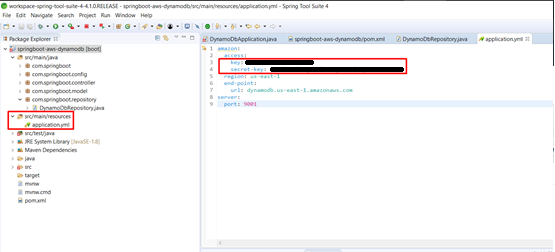 workspace-spring-tool-suite-4-4.1.0.RELEASE - springboot-aws-dynamodb/src/main/resources/application.yml - Spring Tool Suite 4
File Edit Navigate Search Project Run Window Help
Package Explorer
springboot-aws-dynamodb [boot]
src/main/java
com.springboot
com.springboot.config
com.springboot.controller
com.springboot.model
com.springboot.repository
DynamoDbRepository.java
src/main/resources
application.yml
src/test/java
JRE System Library [JavaSE-1.8]
Maven Dependencies
java
src
target
mvnw
mvnw.cmd
pom.xml
DynamoDbApplication.java
springboot-aws-dynamodb/pom.xml
DynamoDbRepository.java
application.yml
1 amazon:
2 access:
3 key:
4 secret-key:
5 region: us-east-1
6 end-point:
7 url: dynamodb.us-east-1.amazonaws.com
8 server:
9 port: 9001